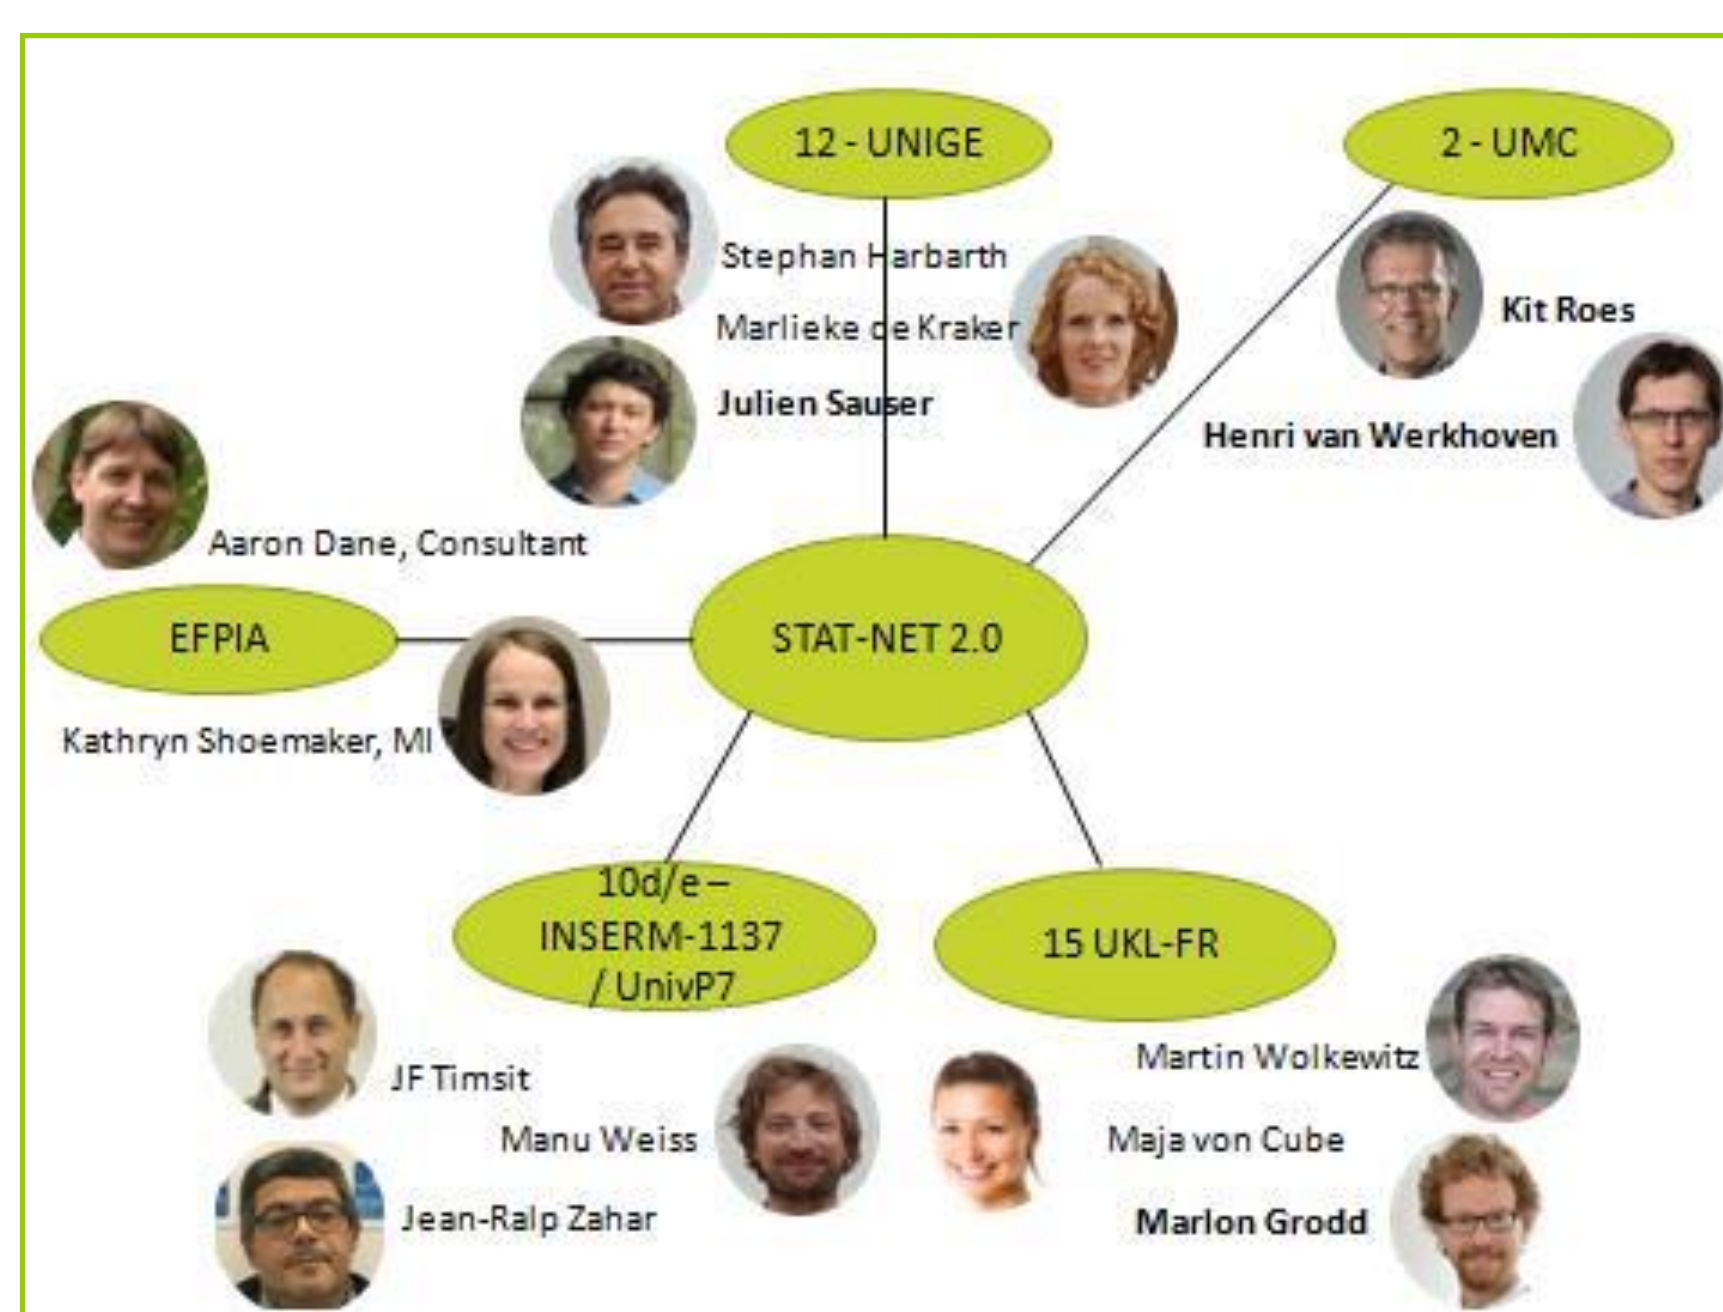 12 - UNIGE
2 - UMC
Stephan Harbarth
Marlieke de Kraker
Julien Sauser
Kit Roes
Henri van Werkhoven
Aaron Dane, Consultant
EFPIA
STAT-NET 2.0
Kathryn Shoemaker, MI
10d/e –
INSERM-1137
/ UnivP7
15 UKL-FR
JF Timsit
Manu Weiss
Jean-Ralp Zahar
Martin Wolkewitz
Maja von Cube
Marlon Grodd